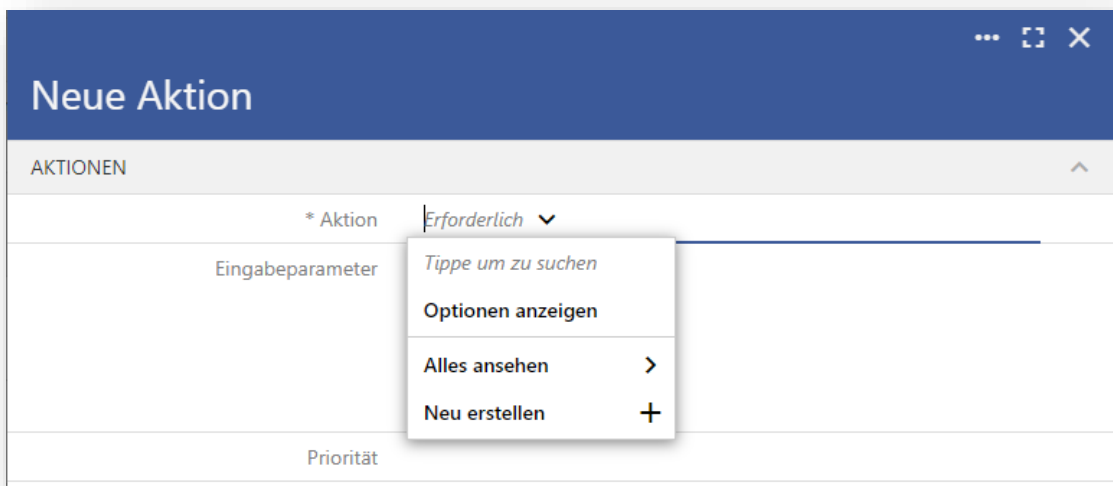 Neue Aktion
AKTIONEN
* Aktion Erforderlich
Eingabeparameter Tippe um zu suchen
Optionen anzeigen
Alles ansehen
Neu erstellen
Priorität